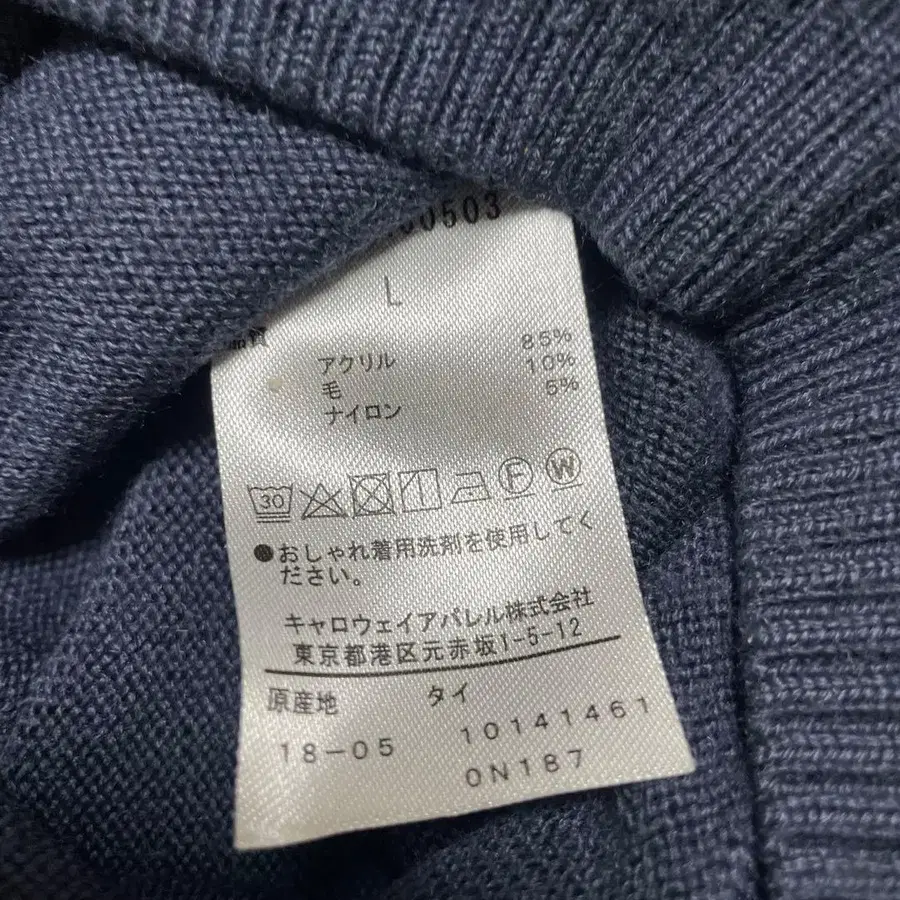 0503
L
品質
アクリル 85%
毛 10%
ナイロン 5%
30 F W
●おしゃれ着用洗剤を使用してく
ださい。
キャロウェイアパレル株式会社
東京都港区元赤坂1-5-12
原産地 タイ
18-05 10141461
0N187